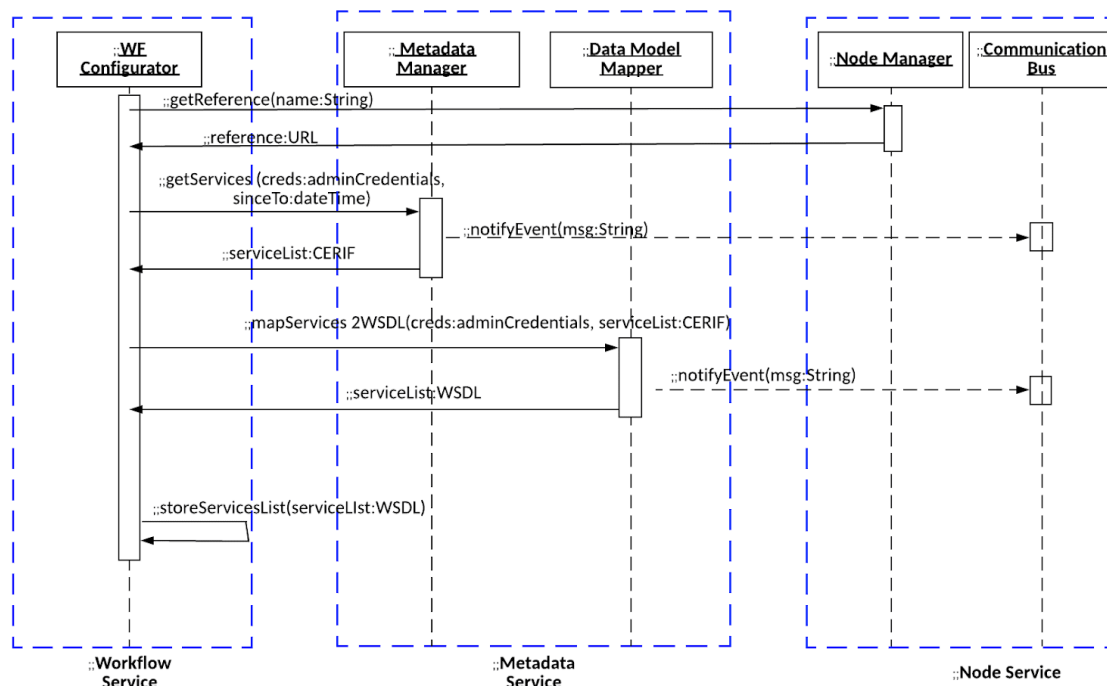 ;;WF
Configurator
;;Metadata
Manager
;;Data Model
Mapper
;;Node Manager
;;Communication
Bus
;;getReference(name:String)
;;reference:URL
;;getServices (creds:adminCredentials,
sinceTo:dateTime)
;;notifyEvent(msg:String)
;;serviceList:CERIF
;;mapServices 2WSDL(creds:adminCredentials, serviceList:CERIF)
;;notifyEvent(msg:String)
;;serviceList:WSDL
;;storeServicesList(serviceLIst:WSDL)
;;Workflow
Service
;;Metadata
Service
;;Node Service